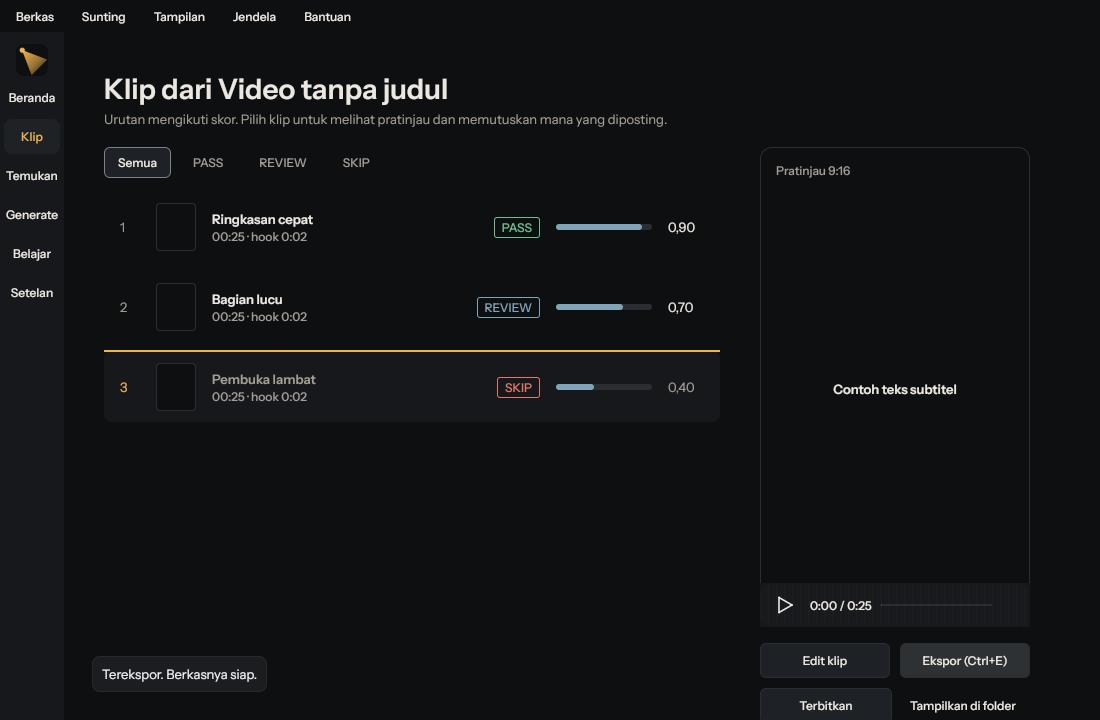 Berkas Sunting Tampilan Jendela Bantuan
Beranda
Klip
Temukan
Generate
Belajar
Setelan
Klip dari Video tanpa judul
Urutan mengikuti skor. Pilih klip untuk melihat pratinjau dan memutuskan mana yang diposting.
Semua PASS REVIEW SKIP
1 Ringkasan cepat PASS 0,90
00:25 · hook 0:02
2 Bagian lucu REVIEW 0,70
00:25 · hook 0:02
3 Pembuka lambat SKIP 0,40
00:25 · hook 0:02
Terekspor. Berkasnya siap.
Pratinjau 9:16
Contoh teks subtitel
0:00 / 0:25
Edit klip Ekspor (Ctrl+E)
Terbitkan Tampilkan di folder